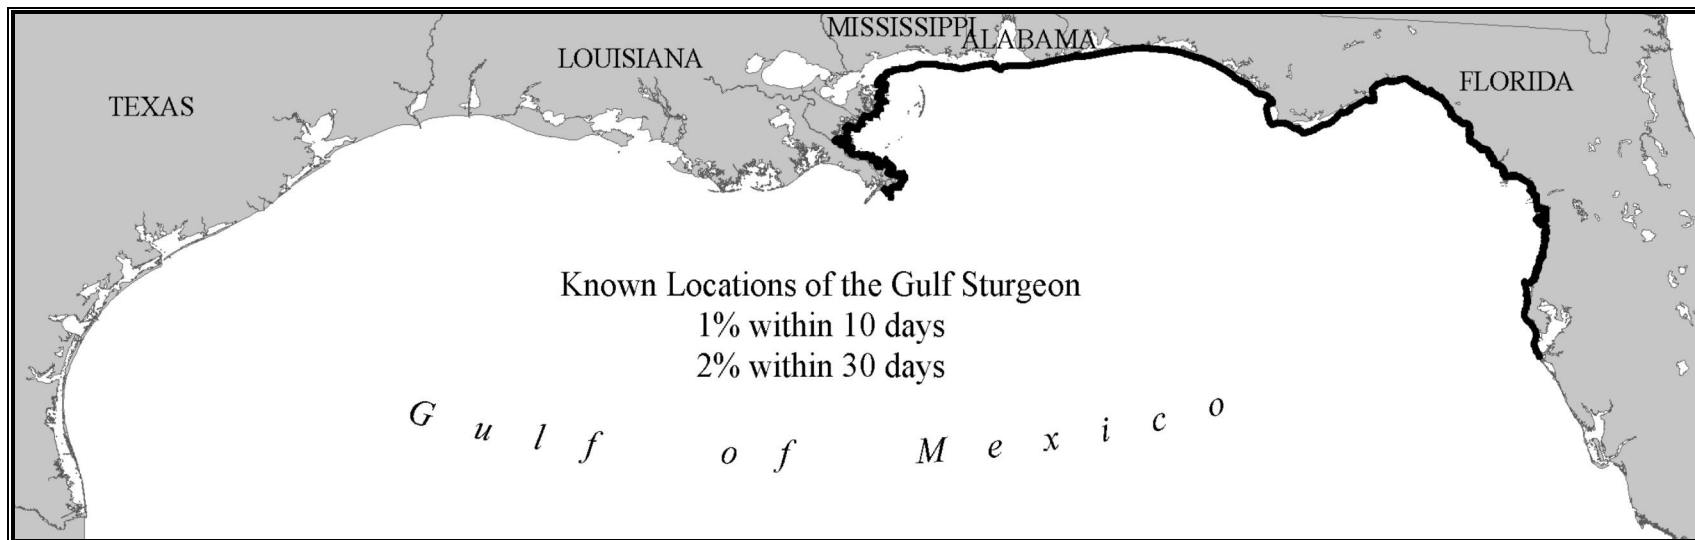 MISSISSIPPI
ALABAMA
LOUISIANA
FLORIDA
TEXAS
Known Locations of the Gulf Sturgeon
1% within 10 days
2% within 30 days
Gulf of Mexico